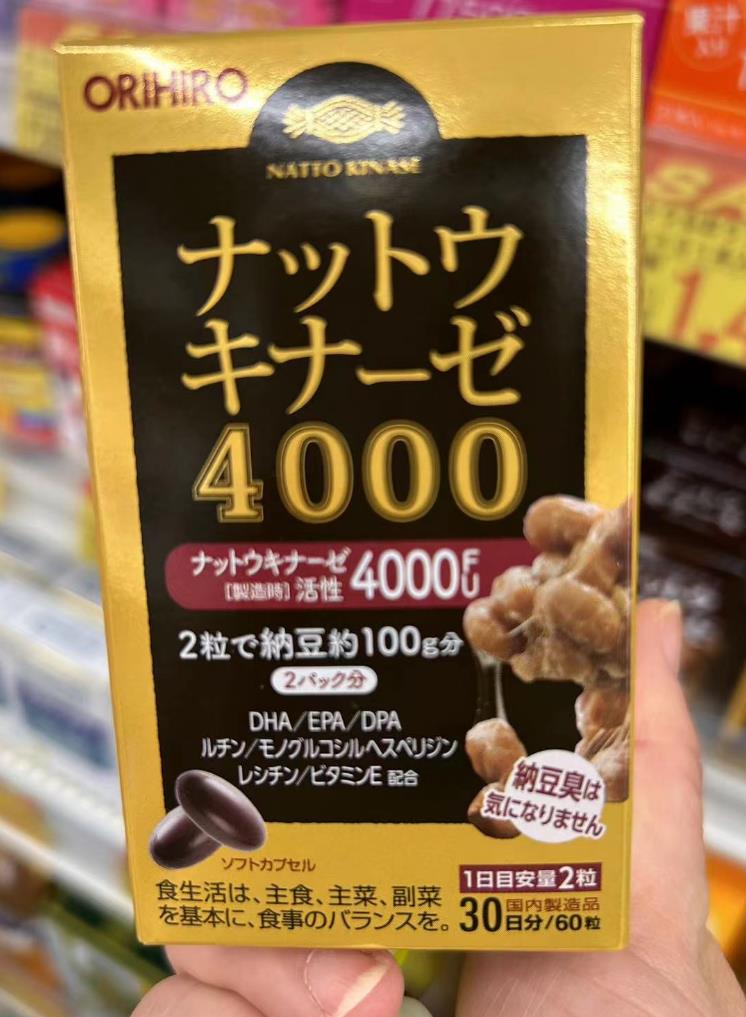 ORIHIRO
NATTO KINASE
ナットウ
キナーゼ
4000
ナットウキナーゼ
[製造時]活性 4000FU
2粒で納豆約100g分
2パック分
DHA/EPA/DPA
ルチン/モノグルコシルヘスペリジン
レシチン/ビタミンE 配合
納豆臭は
気になりません
ソフトカプセル
食生活は、主食、主菜、副菜
を基本に、食事のバランスを。
1日目安量2粒
国内製造品
30日分/60粒
果汁
1.4